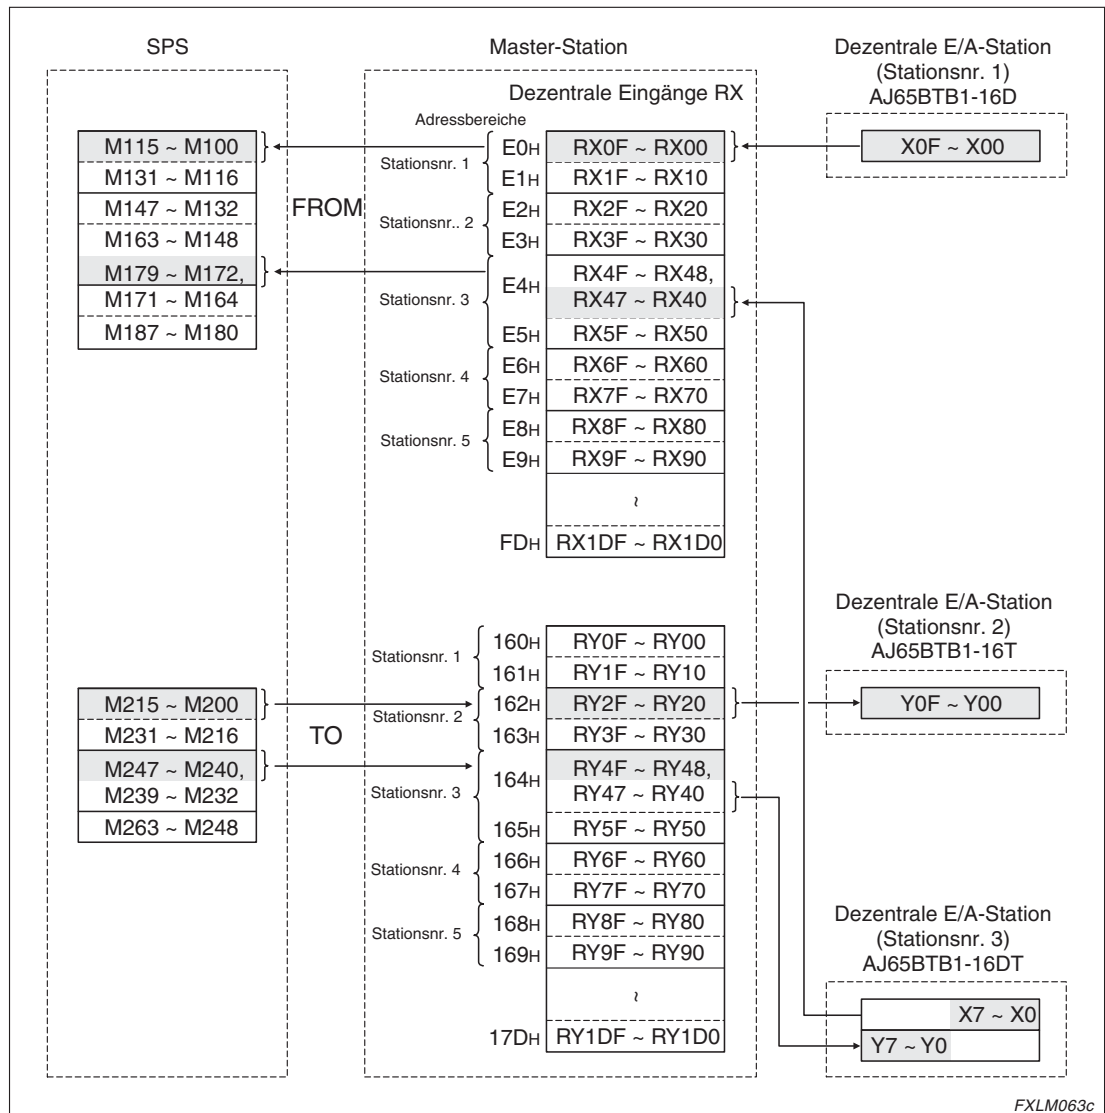 SPS
Master-Station
Dezentrale E/A-Station
(Stationsnr. 1)
AJ65BTB1-16D
Dezentrale Eingänge RX
Adressbereiche
M115 ~ M100
M131 ~ M116
M147 ~ M132
M163 ~ M148
M179 ~ M172,
M171 ~ M164
M187 ~ M180
FROM
Stationsnr. 1
Stationsnr.. 2
Stationsnr. 3
Stationsnr. 4
Stationsnr. 5
E0H RX0F ~ RX00
E1H RX1F ~ RX10
E2H RX2F ~ RX20
E3H RX3F ~ RX30
E4H RX4F ~ RX48,
RX47 ~ RX40
E5H RX5F ~ RX50
E6H RX6F ~ RX60
E7H RX7F ~ RX70
E8H RX8F ~ RX80
E9H RX9F ~ RX90
~
FDH RX1DF ~ RX1D0
X0F ~ X00
M215 ~ M200
M231 ~ M216
M247 ~ M240,
M239 ~ M232
M263 ~ M248
TO
Stationsnr. 1
Stationsnr. 2
Stationsnr. 3
Stationsnr. 4
Stationsnr. 5
160H RY0F ~ RY00
161H RY1F ~ RY10
162H RY2F ~ RY20
163H RY3F ~ RY30
164H RY4F ~ RY48,
RY47 ~ RY40
165H RY5F ~ RY50
166H RY6F ~ RY60
167H RY7F ~ RY70
168H RY8F ~ RY80
169H RY9F ~ RY90
~
17DH RY1DF ~ RY1D0
Dezentrale E/A-Station
(Stationsnr. 2)
AJ65BTB1-16T
Y0F ~ Y00
Dezentrale E/A-Station
(Stationsnr. 3)
AJ65BTB1-16DT
X7 ~ X0
Y7 ~ Y0
FXLM063c